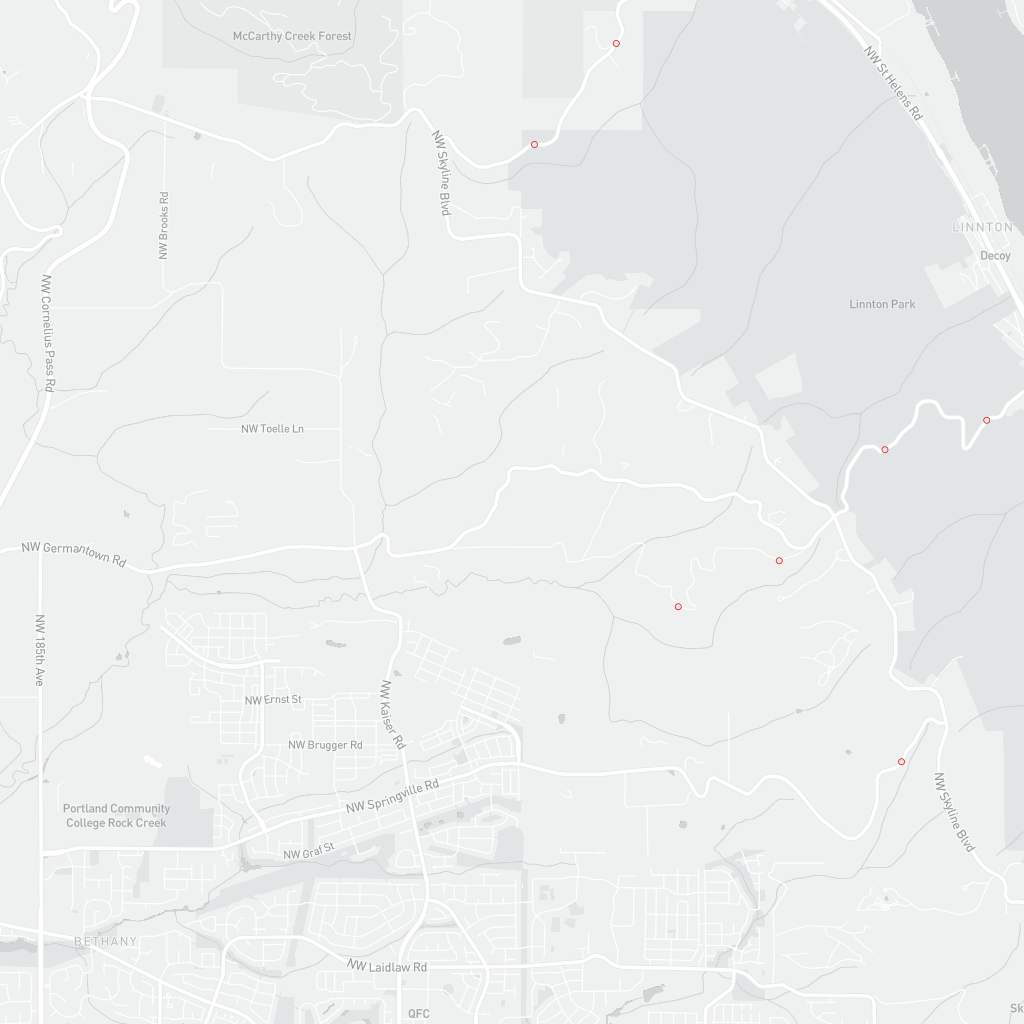 McCarthy Creek Forest
NW St Helens Rd
NW Skyline Blvd
NW Brooks Rd
LINNTON
Decoy
Linnton Park
NW Cornelius Pass Rd
NW Toelle Ln
NW Germantown Rd
NW 185th Ave
NW Ernst St
NW Kaiser Rd
NW Brugger Rd
NW Springville Rd
Portland Community
College Rock Creek
NW Skyline Blvd
NW Graf St
BETHANY
NW Laidlaw Rd
QFC
Sk